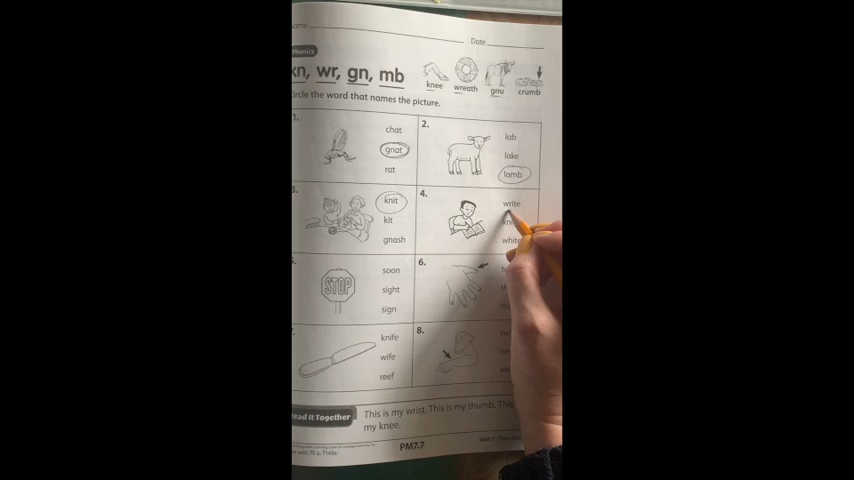 Date
Phonics
kn, wr, gn, mb
knee
wreath
gnu
crumb
Circle the word that names the picture.
1.
chat
gnat
rat
2.
lab
lake
lamb
3.
knit
kit
gnash
4.
write
white
STOP
soon
sight
sign
6.
knife
wife
reef
8.
Read It Together
This is my wrist. This is my thumb. This
my knee.
PM7.7